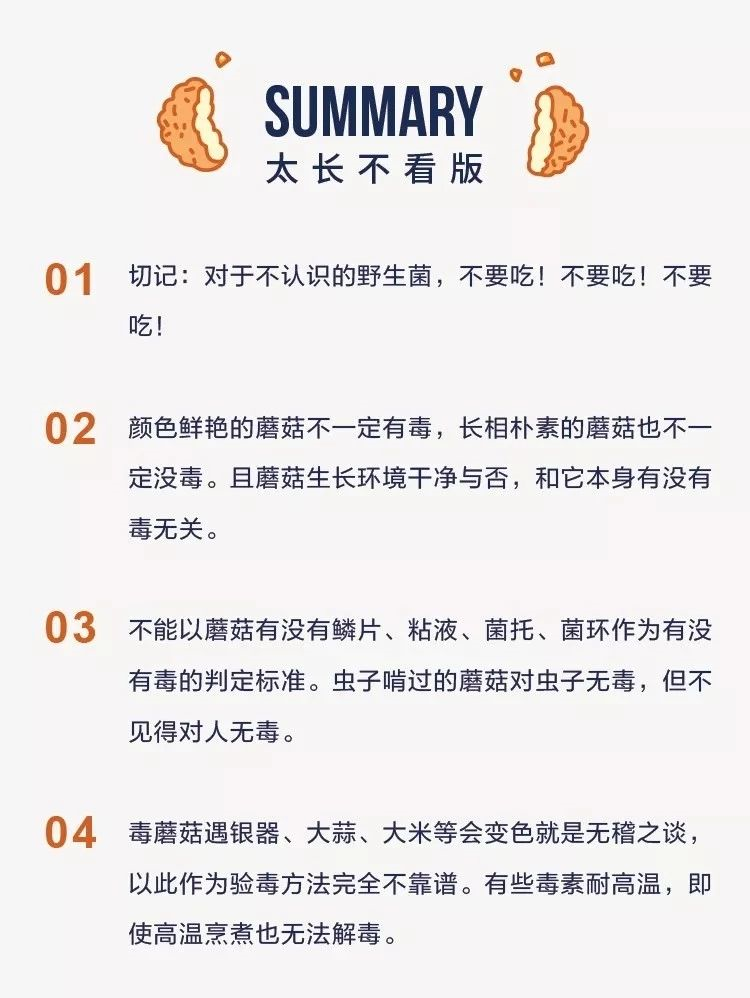 SUMMARY
太长不看版
01
切记：对于不认识的野生菌，不要吃！不要吃！不要
吃！
02
颜色鲜艳的蘑菇不一定有毒，长相朴素的蘑菇也不一
定没毒。且蘑菇生长环境干净与否，和它本身有没有
毒无关。
03
不能以蘑菇有没有鳞片、粘液、菌托、菌环作为有没
有毒的判定标准。虫子啃过的蘑菇对虫子无毒，但不
见得对人无毒。
04
毒蘑菇遇银器、大蒜、大米等会变色就是无稽之谈，
以此作为验毒方法完全不靠谱。有些毒素耐高温，即
使高温烹煮也无法解毒。